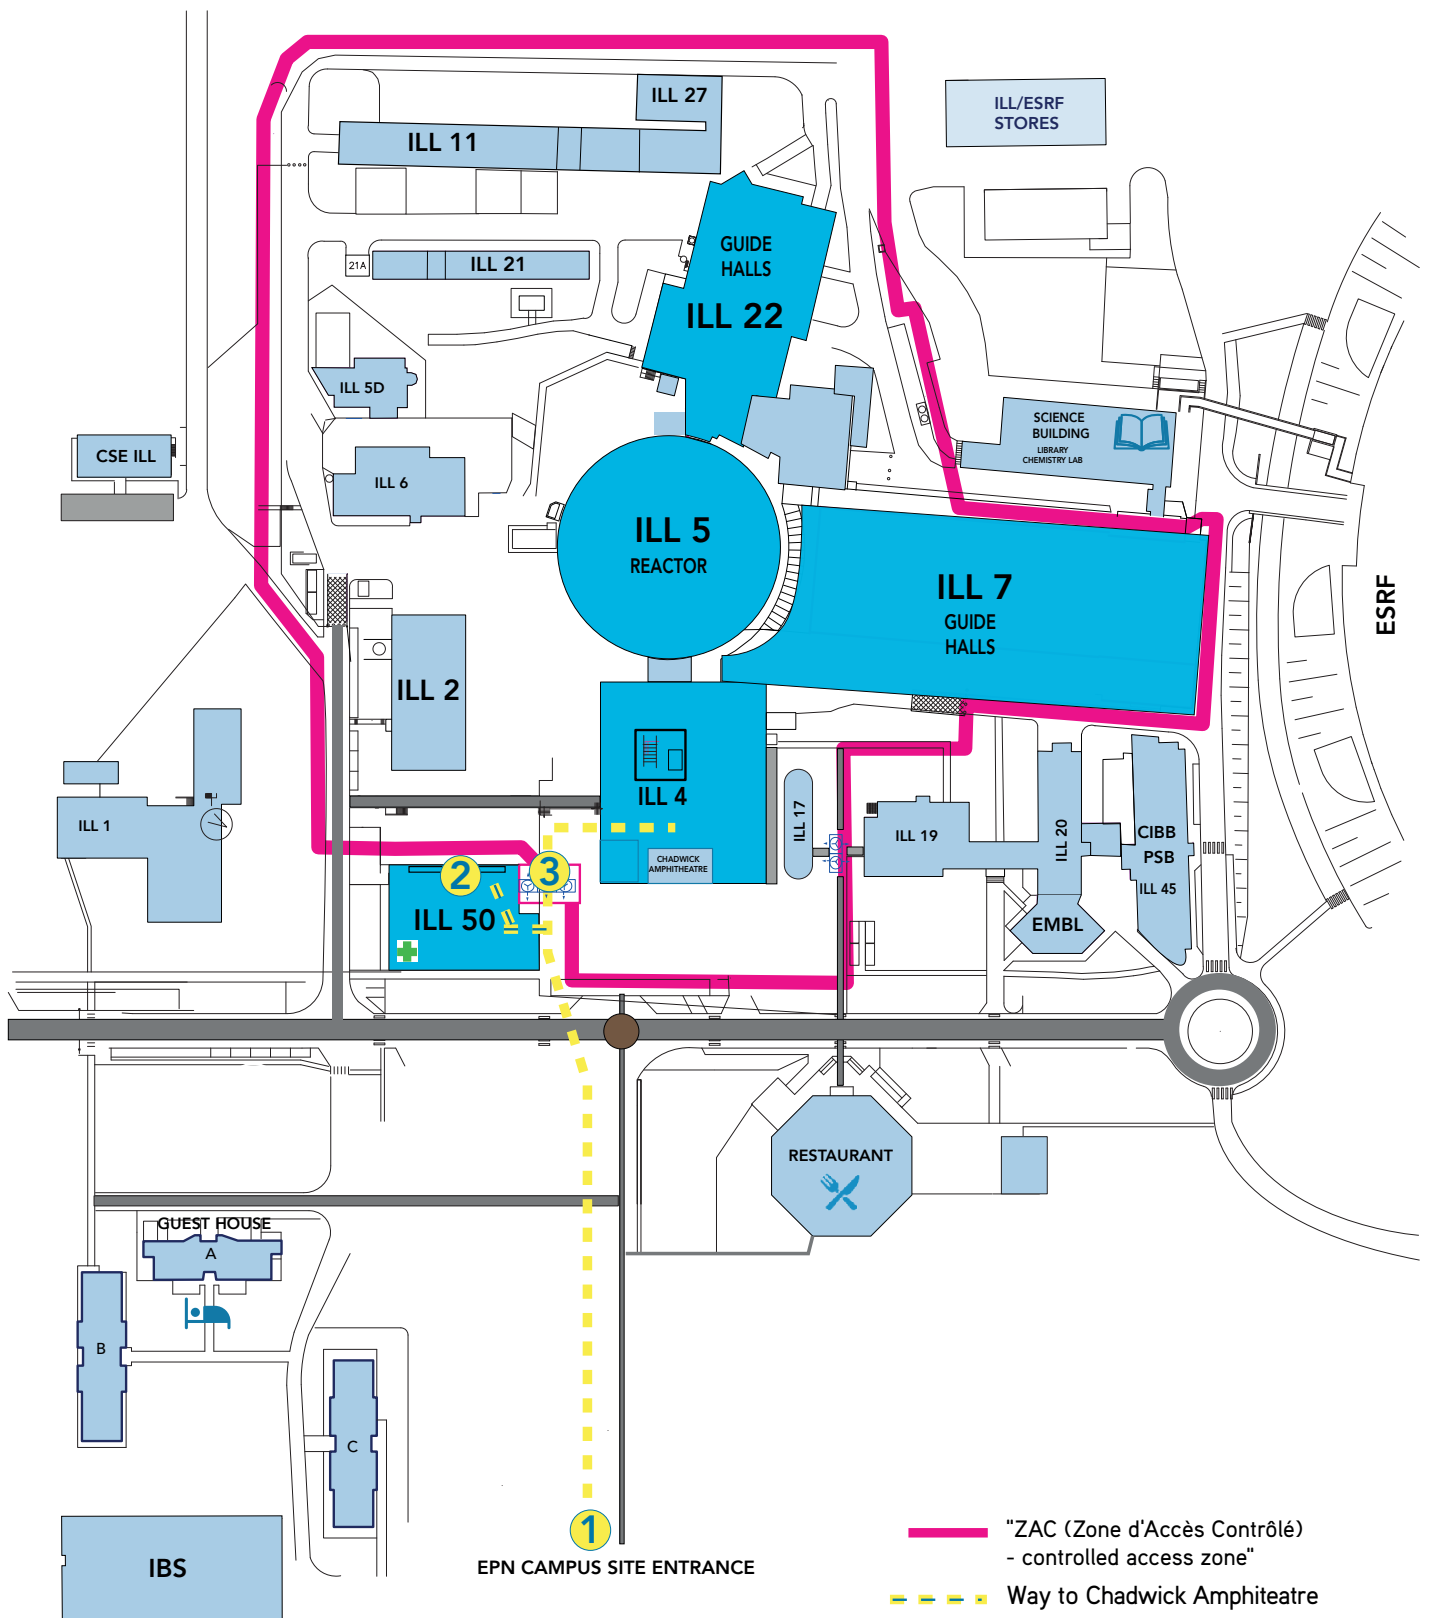 ILL 27
ILL/ESRF
STORES
ILL 11
GUIDE
HALLS
21A
ILL 21
ILL 22
ILL 5D
SCIENCE
BUILDING
LIBRARY
CHEMISTRY LAB
CSE ILL
ILL 6
ILL 5
REACTOR
ILL 7
GUIDE
HALLS
ESRF
ILL 2
ILL 4
ILL 1
ILL 17
ILL 19
ILL 20
CIBB
PSB
ILL 45
CHADWICK
AMPHITEATRE
2
3
ILL 50
EMBL
RESTAURANT
GUEST HOUSE
A
B
C
1
EPN CAMPUS SITE ENTRANCE
IBS
"ZAC (Zone d'Accès Contrôlé)
- controlled access zone"
Way to Chadwick Amphiteatre